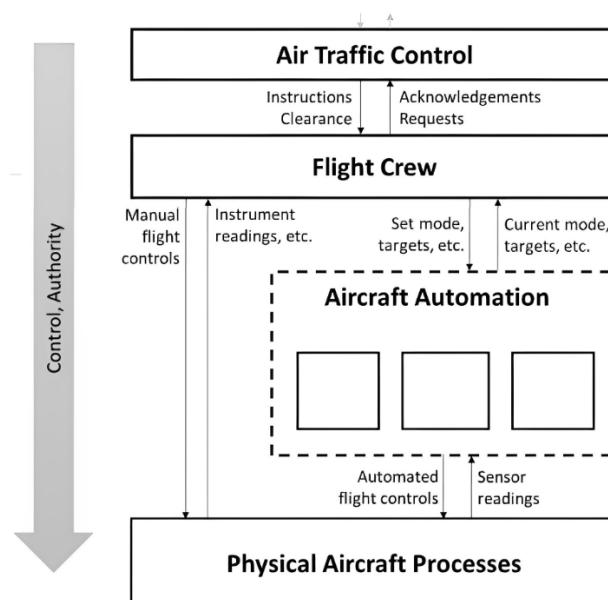 Air Traffic Control
Instructions
Clearance
Acknowledgements
Requests
Flight Crew
Manual
flight
controls
Instrument
readings, etc.
Set mode,
targets, etc.
Current mode,
targets, etc.
Control, Authority
Aircraft Automation
Automated
flight controls
Sensor
readings
Physical Aircraft Processes